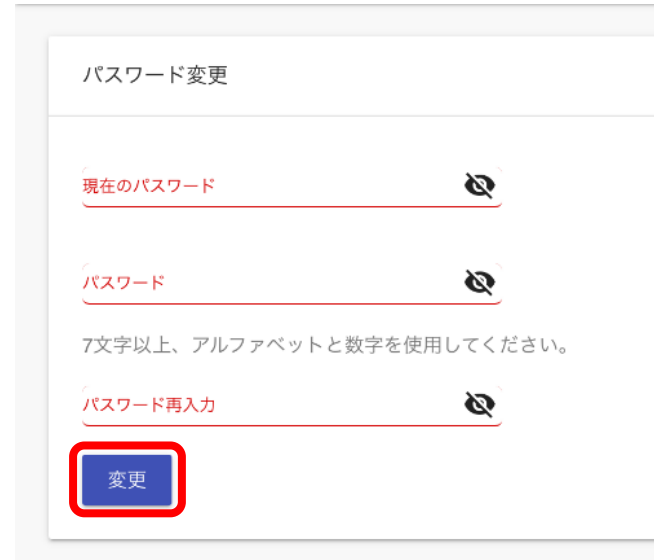 パスワード変更
現在のパスワード
パスワード
7文字以上、アルファベットと数字を使用してください。
パスワード再入力
変更